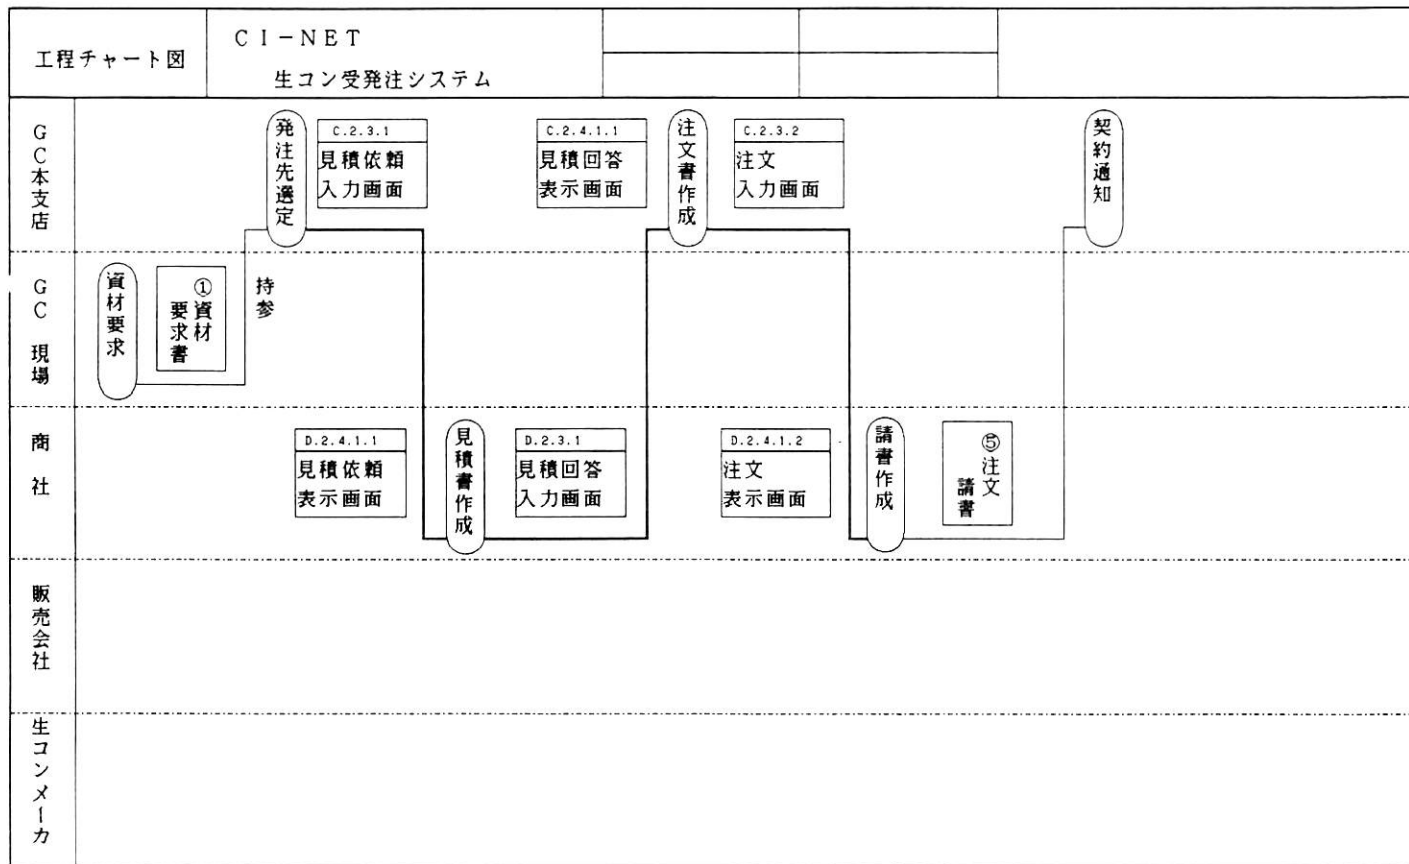 工程チャート図
CI-NET
生コン受発注システム
GC本支店
発注先選定
C.2.3.1
見積依頼
入力画面
C.2.4.1.1
見積回答
表示画面
注文書作成
C.2.3.2
注文
入力画面
契約通知
GC現場
資材要求
①資材
要求書
持参
商社
D.2.4.1.1
見積依頼
表示画面
見積書作成
D.2.3.1
見積回答
入力画面
D.2.4.1.2
注文
表示画面
請書作成
⑤注文
請書
販売会社
生コンメーカ